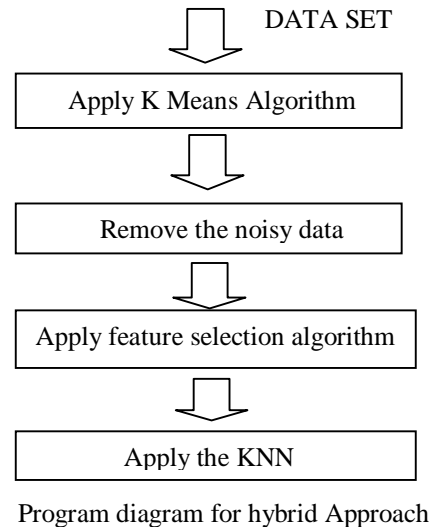 DATA SET
Apply K Means Algorithm
Remove the noisy data
Apply feature selection algorithm
Apply the KNN
Program diagram for hybrid Approach